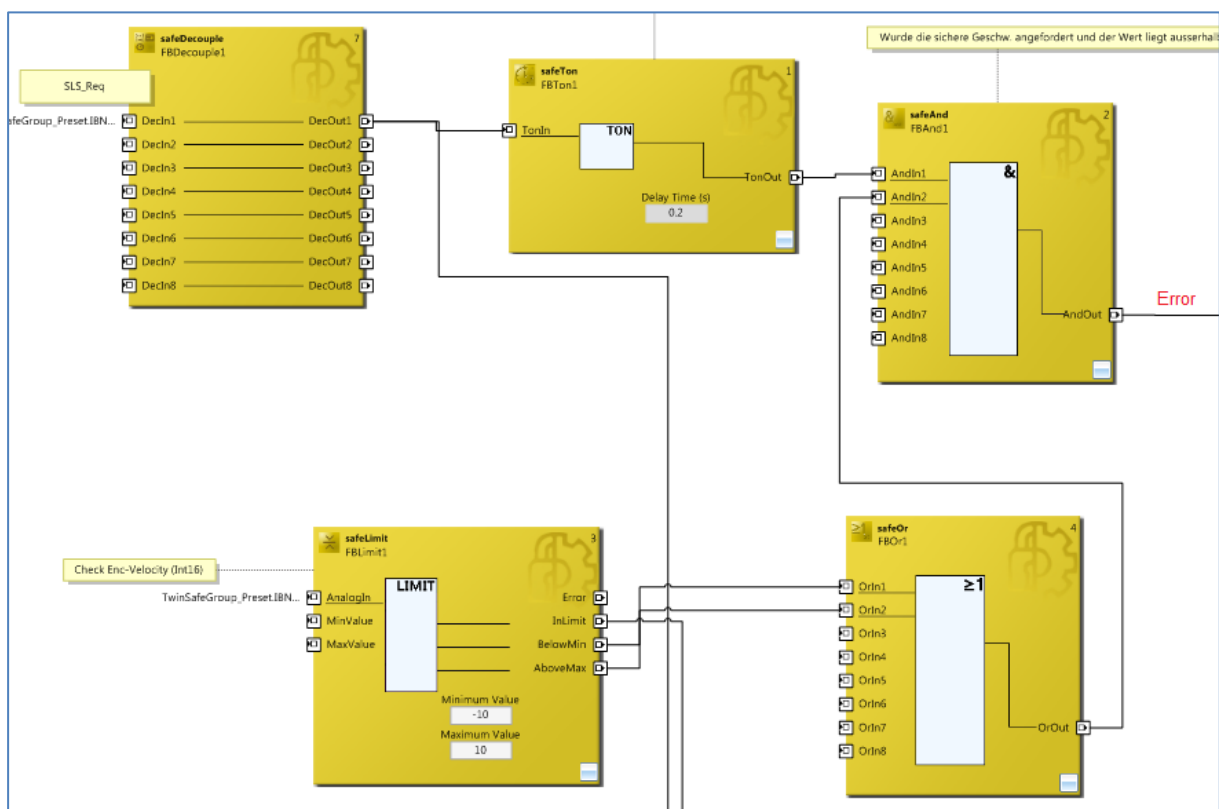 safeDecouple
FBDecouple1
7
SLS_Req
afeGroup_Preset.IBN...
DecIn1 DecOut1
DecIn2 DecOut2
DecIn3 DecOut3
DecIn4 DecOut4
DecIn5 DecOut5
DecIn6 DecOut6
DecIn7 DecOut7
DecIn8 DecOut8
safeTon
FBTon1
1
TonIn
TON
TonOut
Delay Time (s)
0.2
Wurde die sichere Geschw. angefordert und der Wert liegt ausserhalb
safeAnd
FBAnd1
2
&
AndIn1
AndIn2
AndIn3
AndIn4
AndIn5
AndIn6
AndIn7
AndIn8
AndOut
Error
Check Enc-Velocity (Int16)
TwinSafeGroup_Preset.IBN...
safeLimit
FBLimit1
3
LIMIT
AnalogIn Error
MinValue InLimit
MaxValue BelowMin
AboveMax
Minimum Value
-10
Maximum Value
10
≥1
safeOr
FBOr1
4
≥1
OrIn1
OrIn2
OrIn3
OrIn4
OrIn5
OrIn6
OrIn7
OrIn8
OrOut